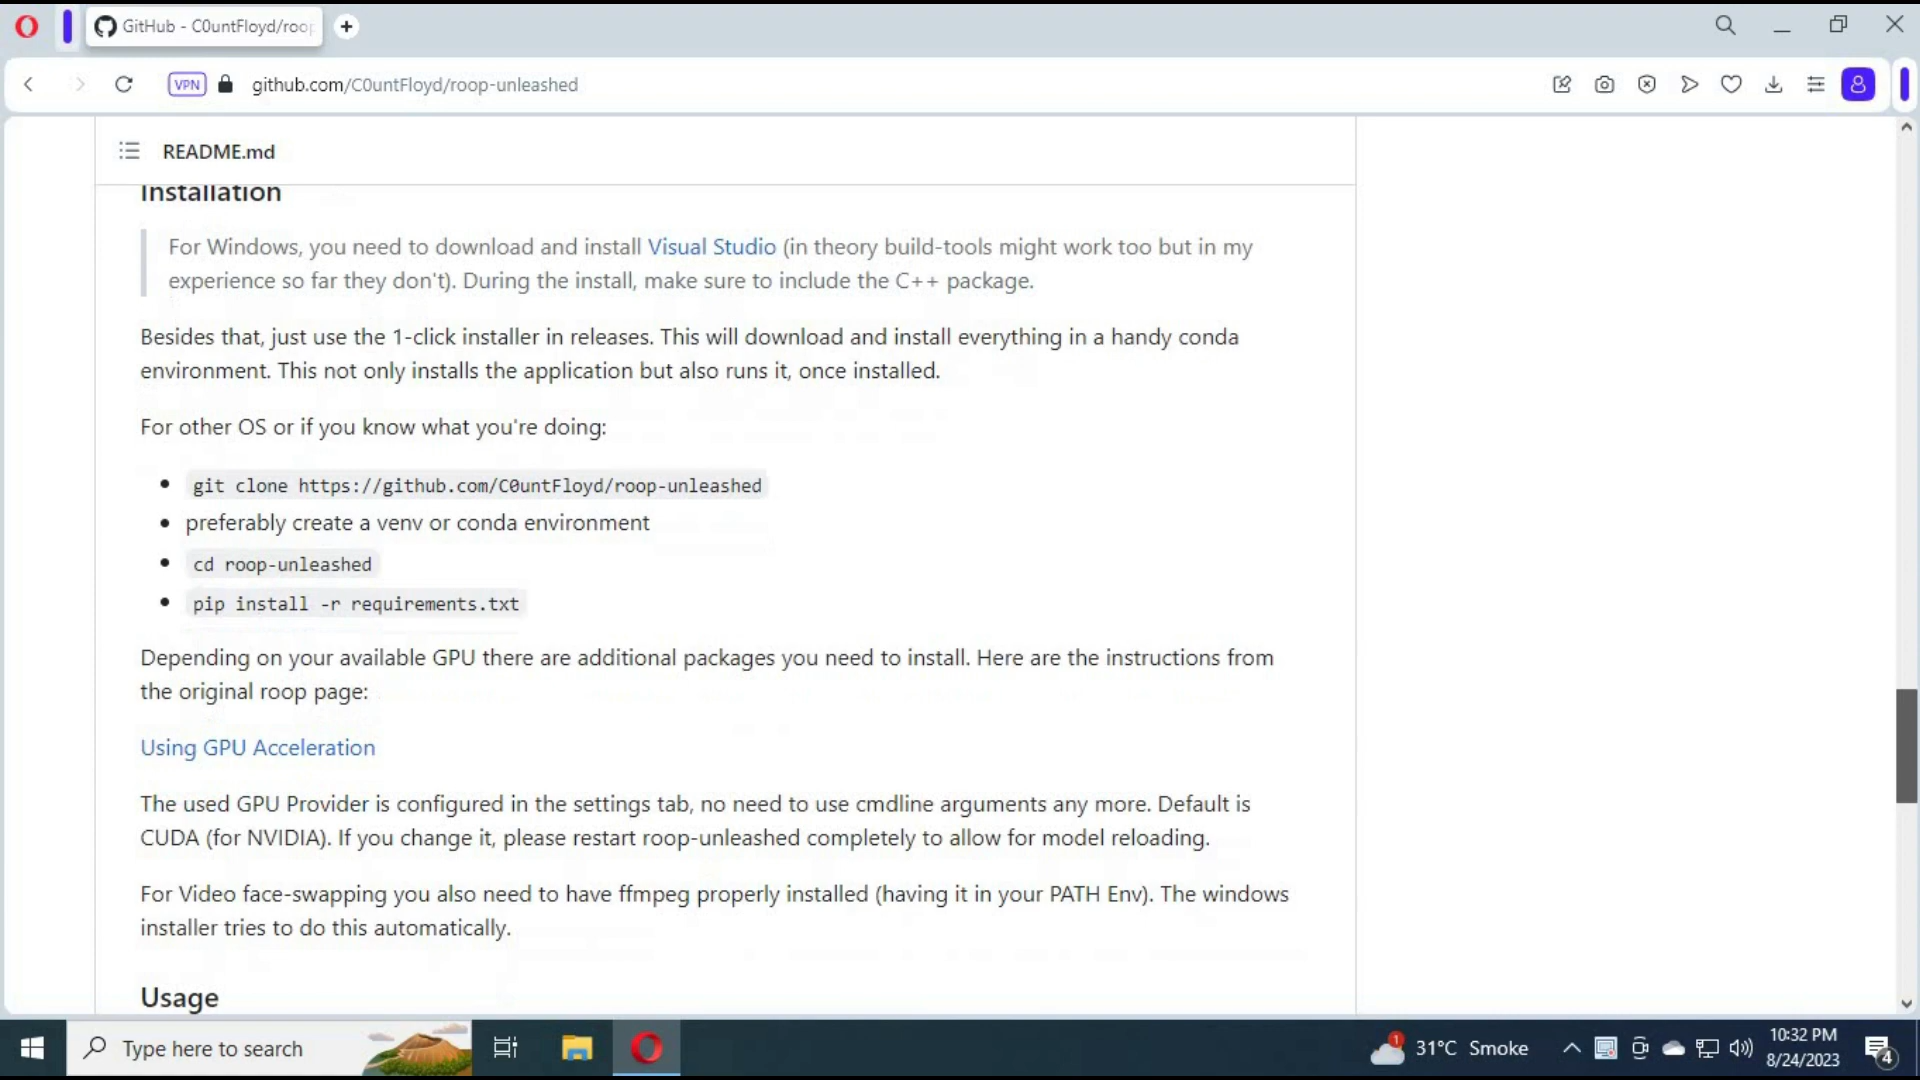 GitHub - C0untFloyd/roop
VPN
github.com/C0untFloyd/roop-unleashed
README.md
Installation
For Windows, you need to download and install Visual Studio (in theory build-tools might work too but in my
experience so far they don't). During the install, make sure to include the C++ package.
Besides that, just use the 1-click installer in releases. This will download and install everything in a handy conda
environment. This not only installs the application but also runs it, once installed.
For other OS or if you know what you're doing:
git clone https://github.com/C0untFloyd/roop-unleashed
preferably create a venv or conda environment
cd roop-unleashed
pip install -r requirements.txt
Depending on your available GPU there are additional packages you need to install. Here are the instructions from
the original roop page:
Using GPU Acceleration
The used GPU Provider is configured in the settings tab, no need to use cmdline arguments any more. Default is
CUDA (for NVIDIA). If you change it, please restart roop-unleashed completely to allow for model reloading.
For Video face-swapping you also need to have ffmpeg properly installed (having it in your PATH Env). The windows
installer tries to do this automatically.
Usage
Type here to search
1
31°C Smoke
10:32 PM
8/24/2023
4